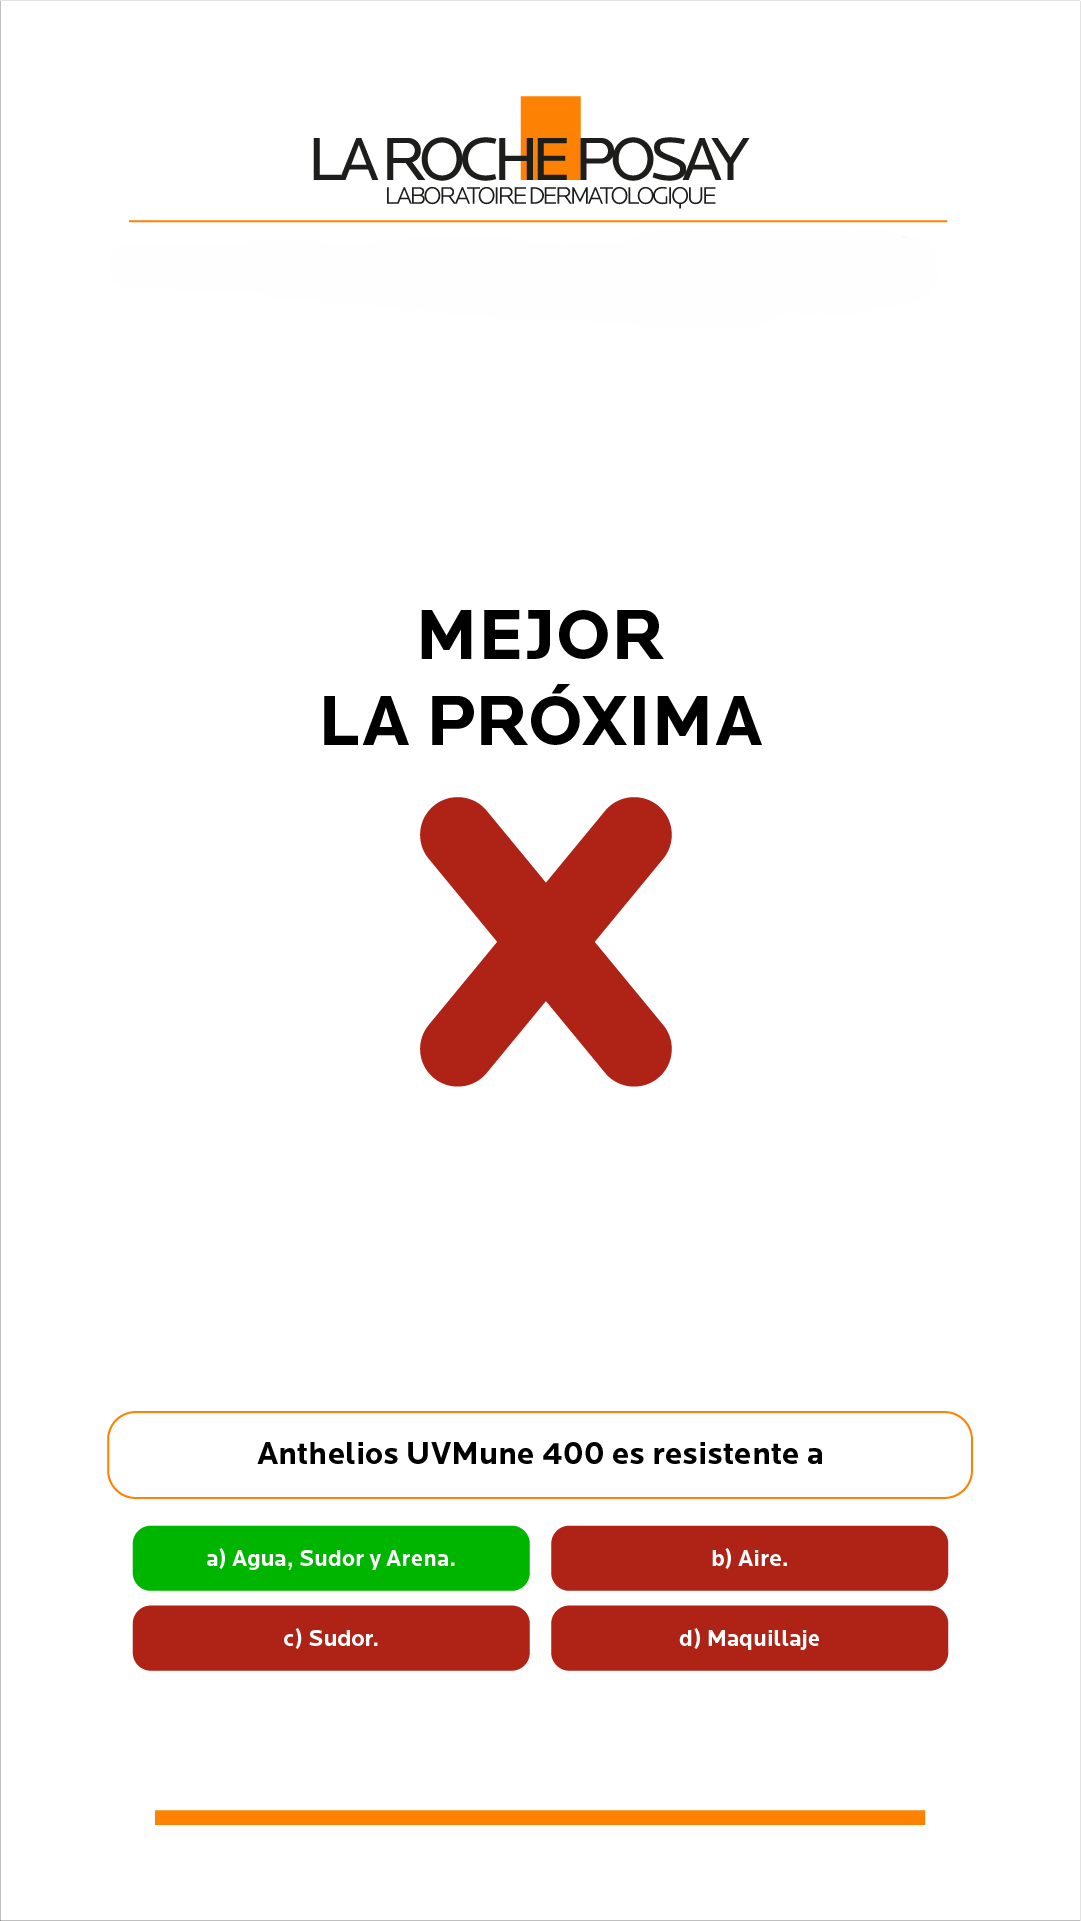 LA ROCHE POSAY
LABORATOIRE DERMATOLOGIQUE
MEJOR
LA PRÓXIMA
Anthelios UVMune 400 es resistente a
a) Agua, Sudor y Arena.
b) Aire.
c) Sudor.
d) Maquillaje